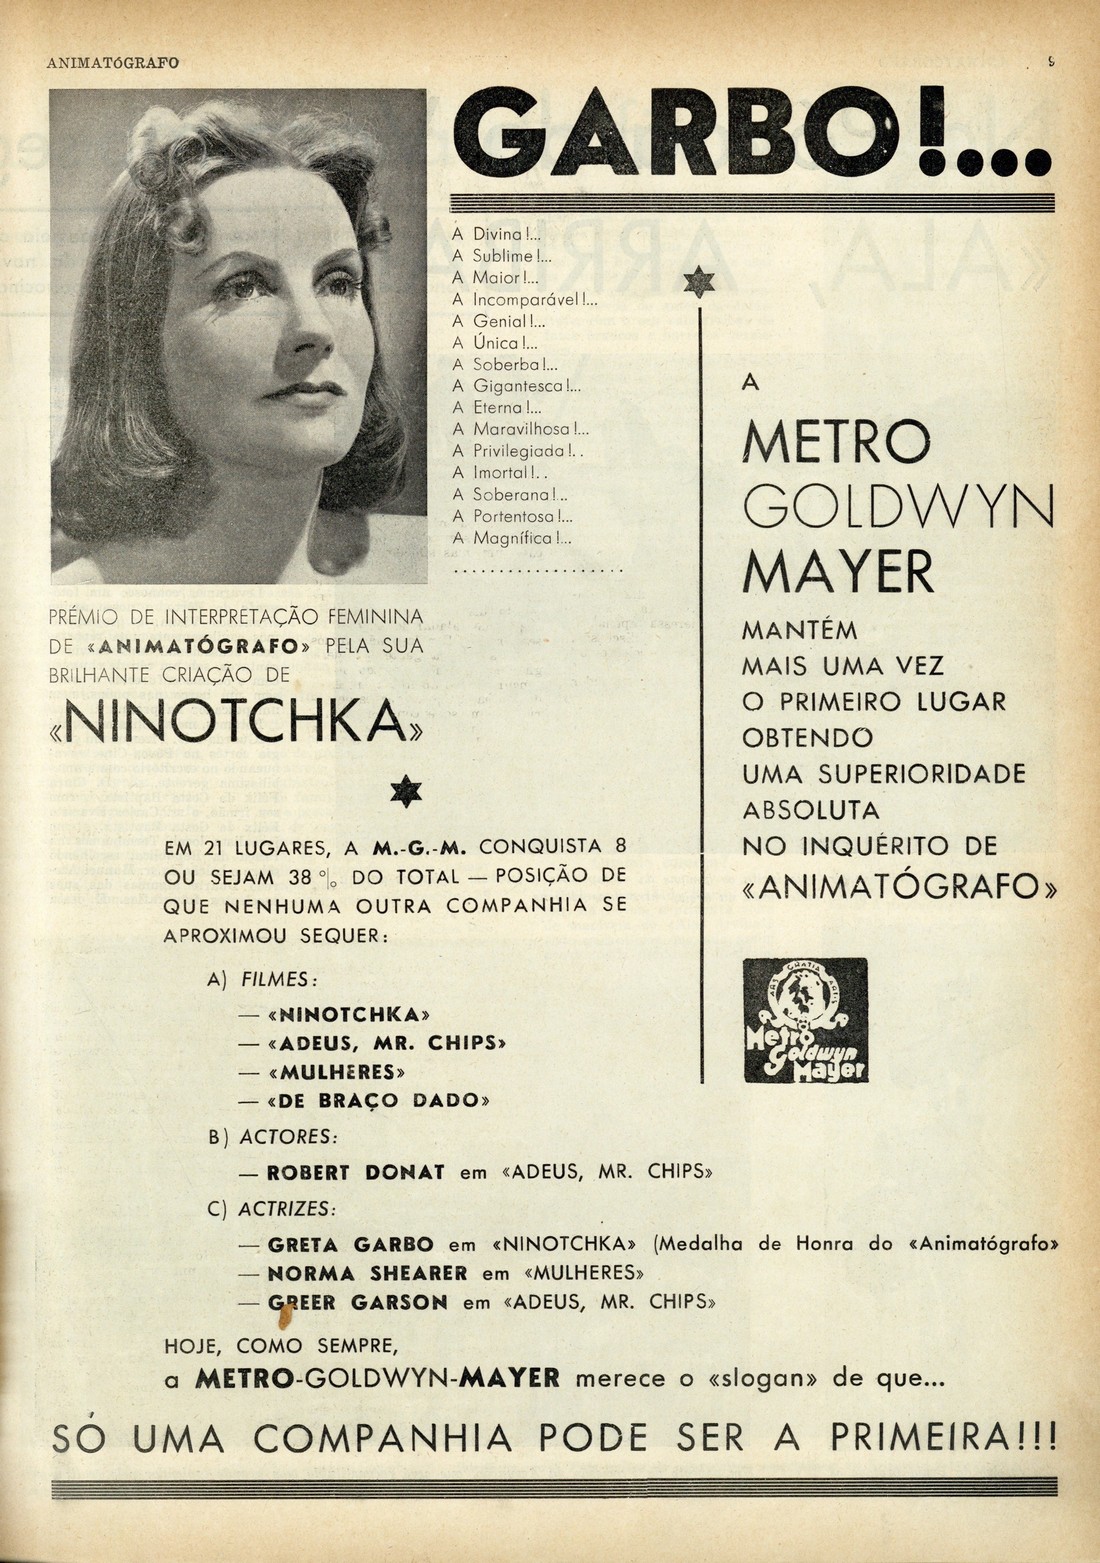 ANIMATÓGRAFO
9
GARBO!...
A Divina!...
A Sublime!...
A Maior!...
A Incomparável!...
A Genial!...
A Única!...
A Soberba!...
A Gigantesca!...
A Eterna!...
A Maravilhosa!...
A Privilegiada!..
A Imortal!..
A Soberana!...
A Portentosa!...
A Magnífica!...
..................
PRÉMIO DE INTERPRETAÇÃO FEMININA
DE «ANIMATÓGRAFO» PELA SUA
BRILHANTE CRIAÇÃO DE
«NINOTCHKA»
A
METRO
GOLDWYN
MAYER
MANTÉM
MAIS UMA VEZ
O PRIMEIRO LUGAR
OBTENDO
UMA SUPERIORIDADE
ABSOLUTA
NO INQUÉRITO DE
«ANIMATÓGRAFO»
ARS GRATIA ARTIS
Metro
Goldwyn
Mayer
EM 21 LUGARES, A M.-G.-M. CONQUISTA 8
OU SEJAM 38 % DO TOTAL — POSIÇÃO DE
QUE NENHUMA OUTRA COMPANHIA SE
APROXIMOU SEQUER:
A) FILMES:
— «NINOTCHKA»
— «ADEUS, MR. CHIPS»
— «MULHERES»
— «DE BRAÇO DADO»
B) ACTORES:
— ROBERT DONAT em «ADEUS, MR. CHIPS»
C) ACTRIZES:
— GRETA GARBO em «NINOTCHKA» (Medalha de Honra do «Animatógrafo»
— NORMA SHEARER em «MULHERES»
— GREER GARSON em «ADEUS, MR. CHIPS»
HOJE, COMO SEMPRE,
a METRO-GOLDWYN-MAYER merece o «slogan» de que...
SÓ UMA COMPANHIA PODE SER A PRIMEIRA!!!